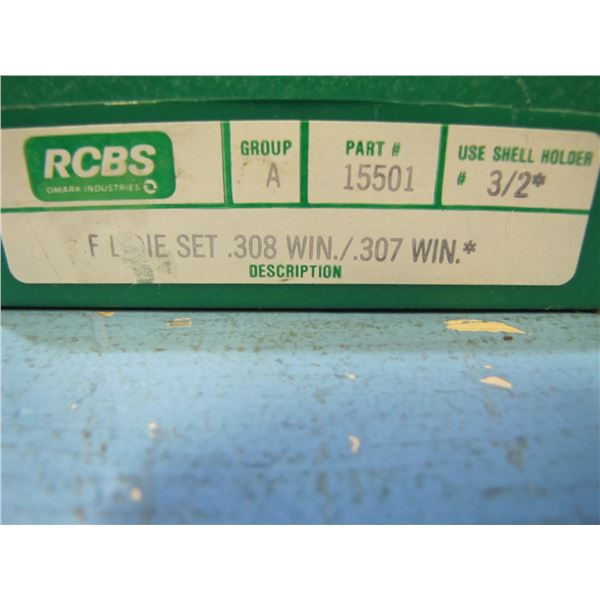 RCBS
OMARK INDUSTRIES
GROUP
A
PART #
15501
USE SHELL HOLDER
# 3/2*
F L DIE SET .308 WIN./.307 WIN.*
DESCRIPTION